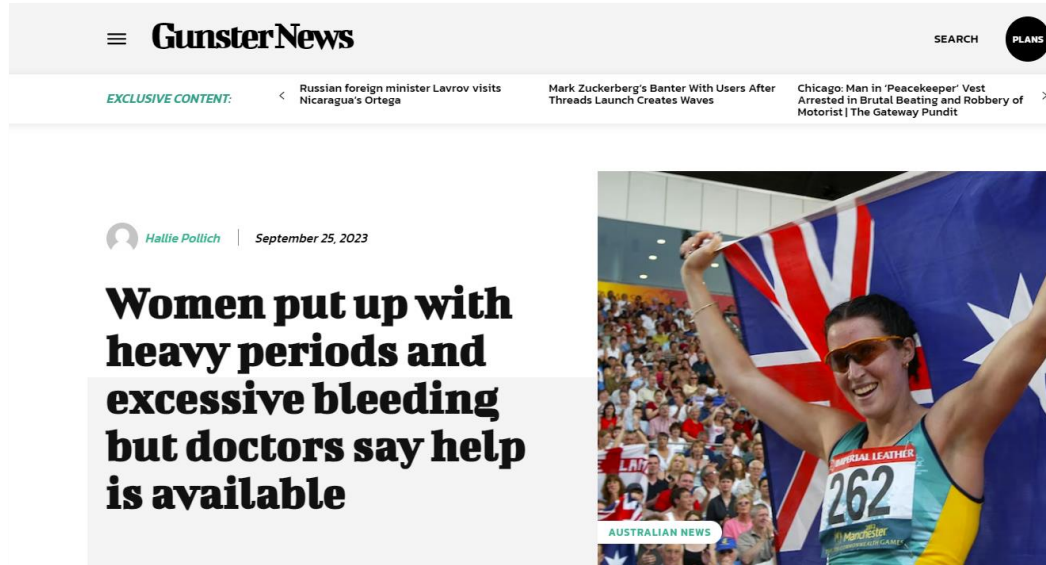 GunsterNews
SEARCH
PLANS
EXCLUSIVE CONTENT:
Russian foreign minister Lavrov visits
Nicaragua's Ortega
Mark Zuckerberg's Banter With Users After
Threads Launch Creates Waves
Chicago: Man in 'Peacekeeper' Vest
Arrested in Brutal Beating and Robbery of
Motorist | The Gateway Pundit
Hallie Pollich
September 25, 2023
Women put up with
heavy periods and
excessive bleeding
but doctors say help
is available
IMPERIAL LEATHER
262
Manchester
AUSTRALIAN NEWS